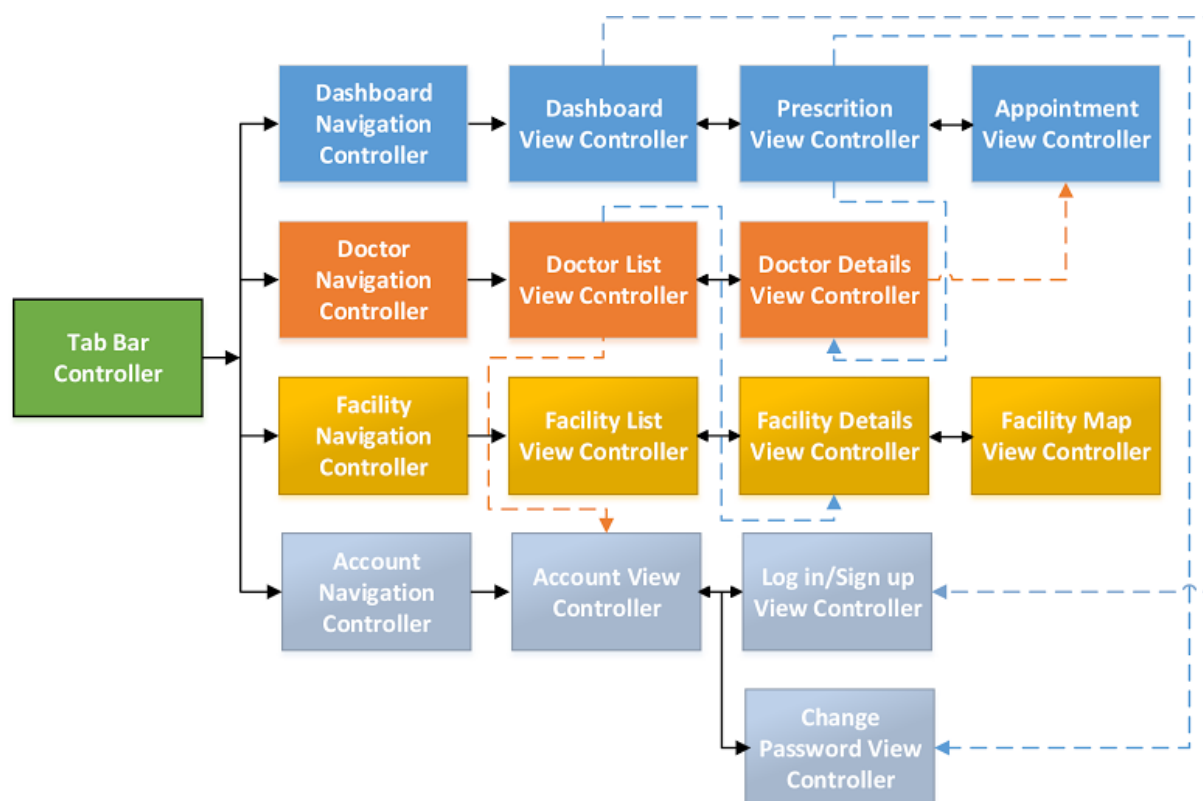 Dashboard
Navigation
Controller
Dashboard
View Controller
Prescrition
View Controller
Appointment
View Controller
Doctor
Navigation
Controller
Doctor List
View Controller
Doctor Details
View Controller
Tab Bar
Controller
Facility
Navigation
Controller
Facility List
View Controller
Facility Details
View Controller
Facility Map
View Controller
Account
Navigation
Controller
Account View
Controller
Log in/Sign up
View Controller
Change
Password View
Controller